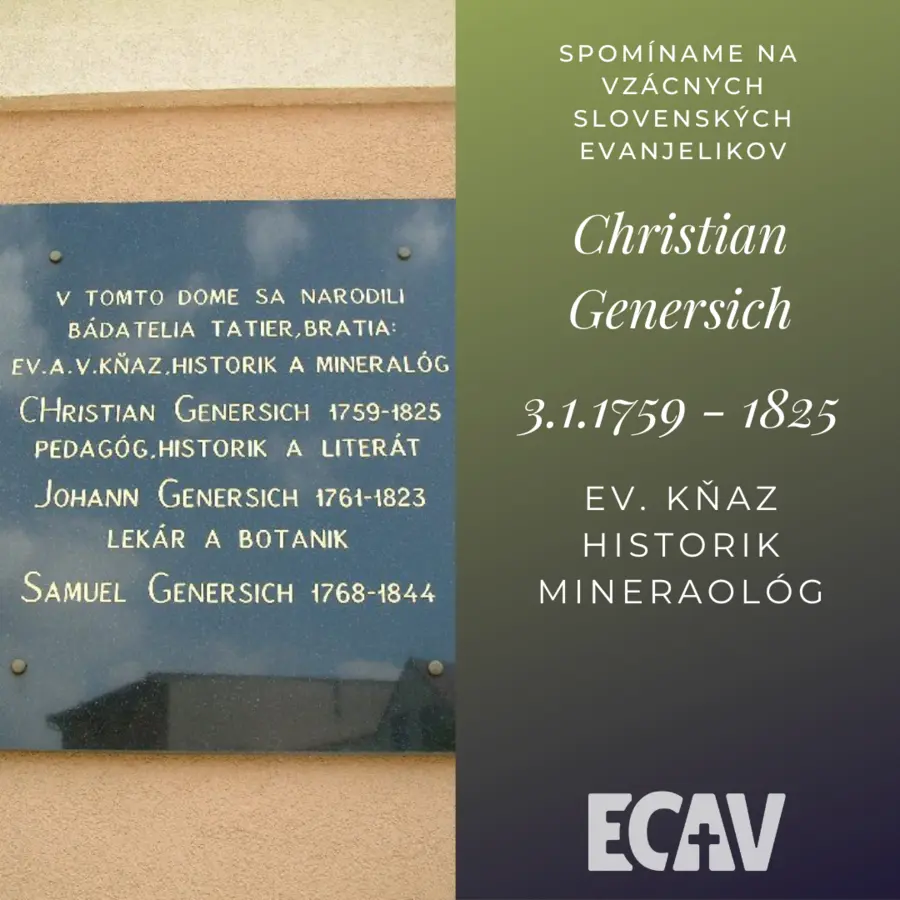 V TOMTO DOME SA NARODILI
BÁDATELIA TATIER,BRATIA:
EV.A.V.KŇAZ,HISTORIK A MINERALÓG
CHRISTIAN GENERSICH 1759-1825
PEDAGÓG,HISTORIK A LITERÁT
JOHANN GENERSICH 1761-1823
LEKÁR A BOTANIK
SAMUEL GENERSICH 1768-1844
SPOMÍNAME NA
VZÁCNYCH
SLOVENSKÝCH
EVANJELIKOV
Christian
Genersich
3.1.1759 - 1825
EV. KŇAZ
HISTORIK
MINERAOLÓG
ECAV